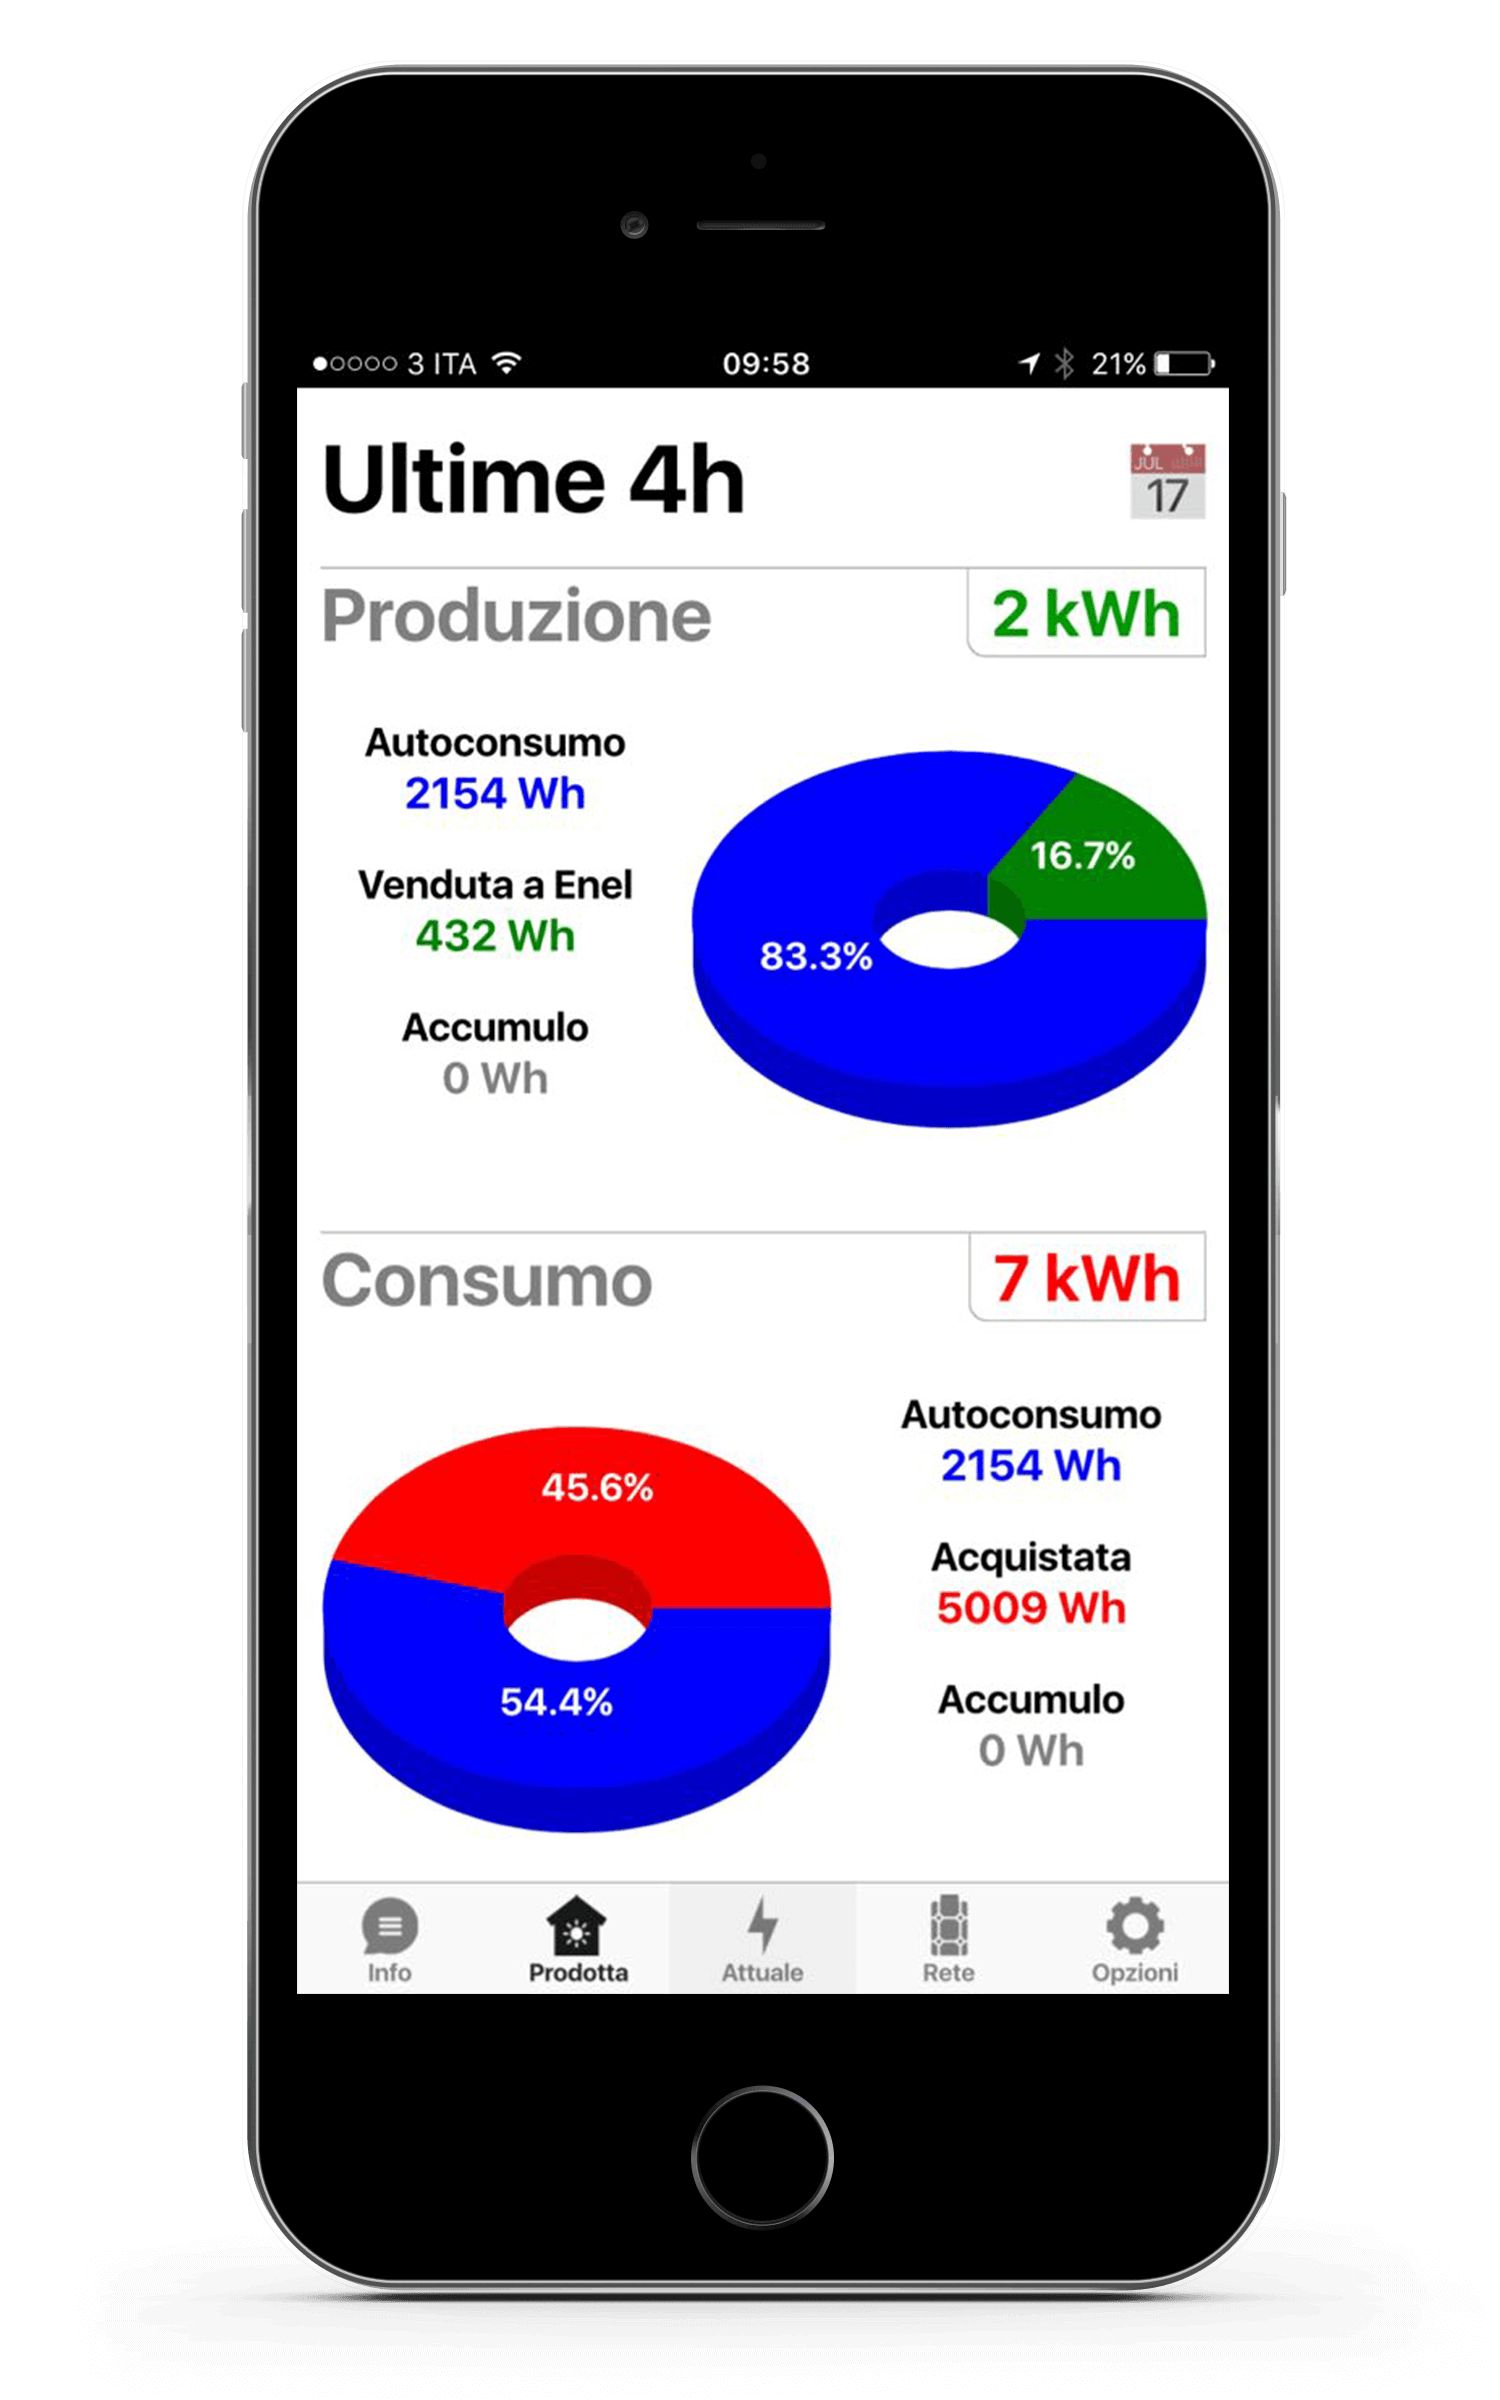 3 ITA
09:58
21%
Ultime 4h
JUL
17
Produzione
2 kWh
Autoconsumo
2154 Wh
Venduta a Enel
432 Wh
Accumulo
0 Wh
16.7%
83.3%
Consumo
7 kWh
45.6%
54.4%
Autoconsumo
2154 Wh
Acquistata
5009 Wh
Accumulo
0 Wh
Info
Prodotta
Attuale
Rete
Opzioni